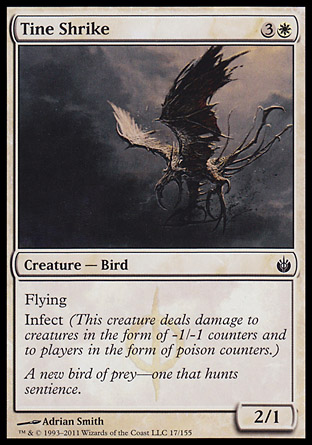 Tine Shrike 3
Creature — Bird
Flying
Infect (This creature deals damage to
creatures in the form of -1/-1 counters and
to players in the form of poison counters.)
A new bird of prey—one that hunts
sentience.
Adrian Smith
™ & © 1993–2011 Wizards of the Coast LLC 17/155
2/1